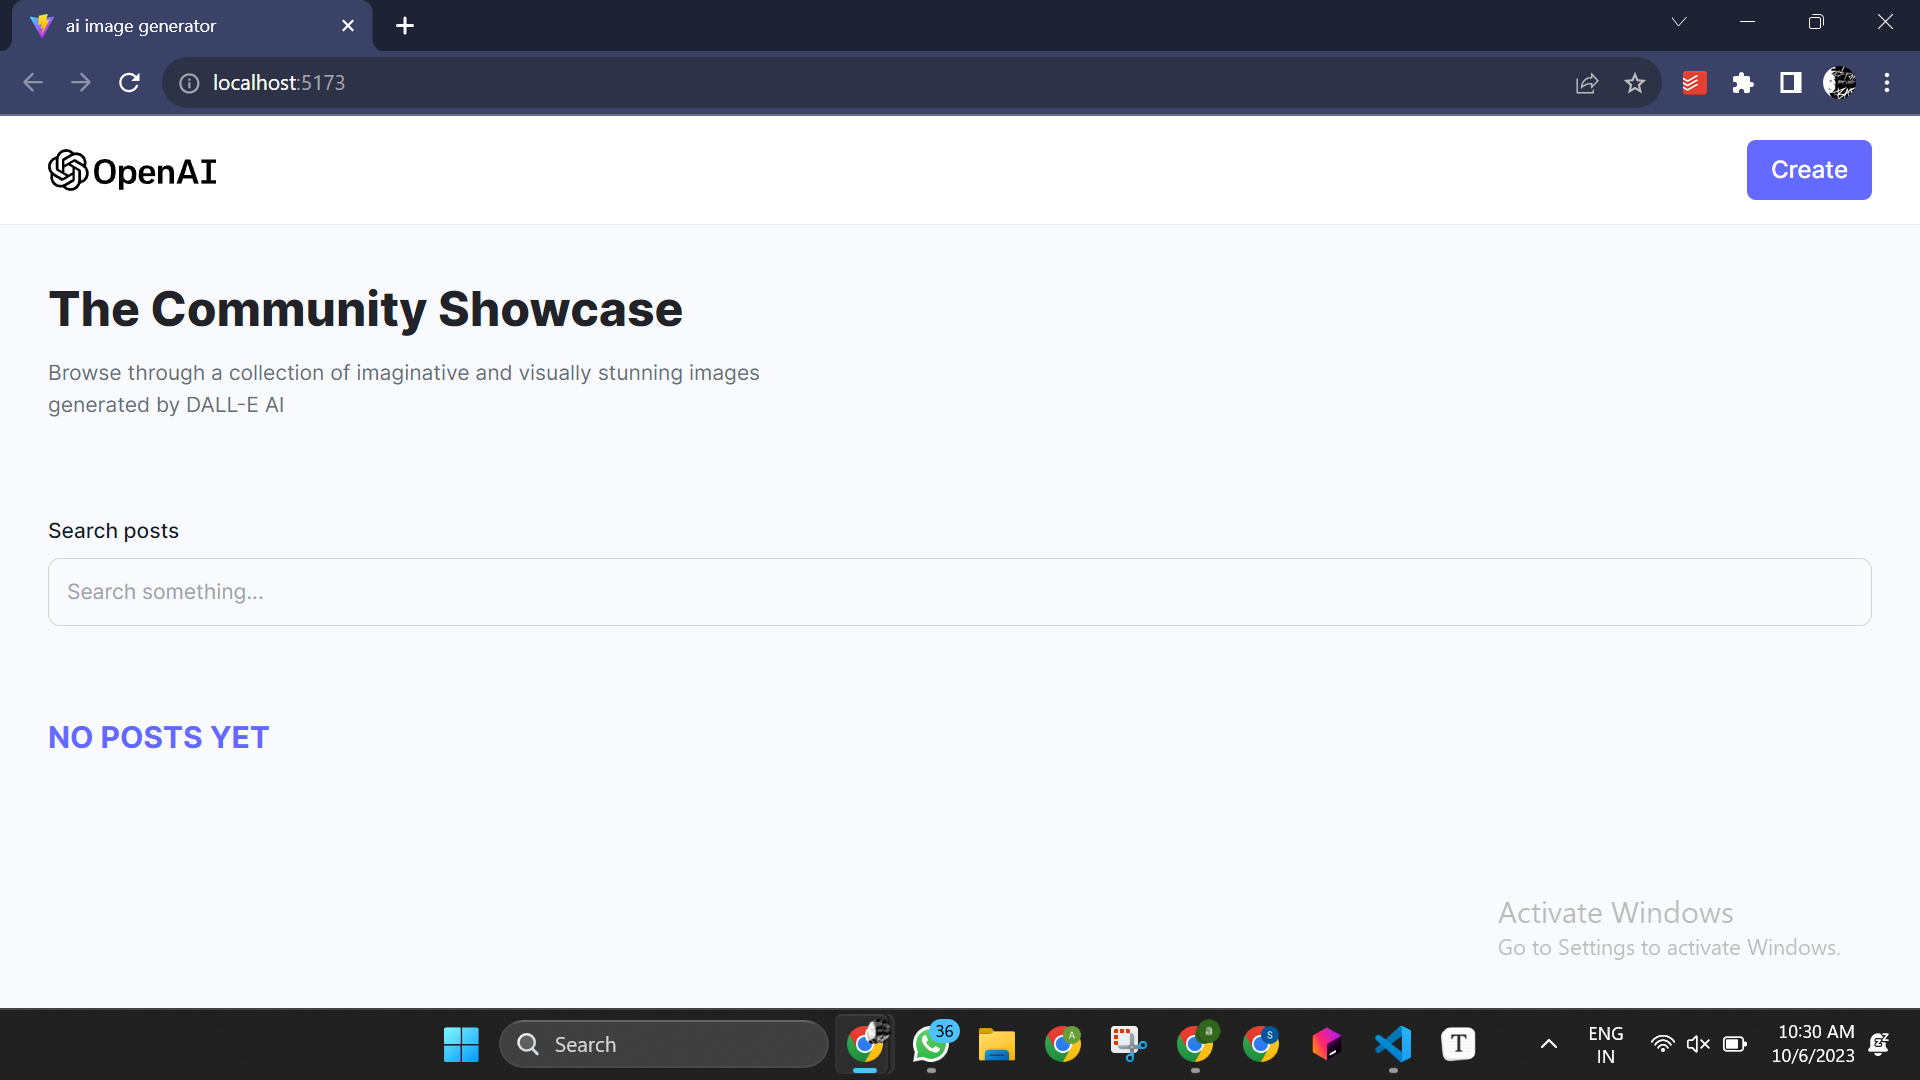 ai image generator
localhost:5173
OpenAI
Create
The Community Showcase
Browse through a collection of imaginative and visually stunning images
generated by DALL-E AI
Search posts
Search something...
NO POSTS YET
Activate Windows
Go to Settings to activate Windows.
Search
36
A
a
S
T
ENG
IN
10:30 AM
10/6/2023